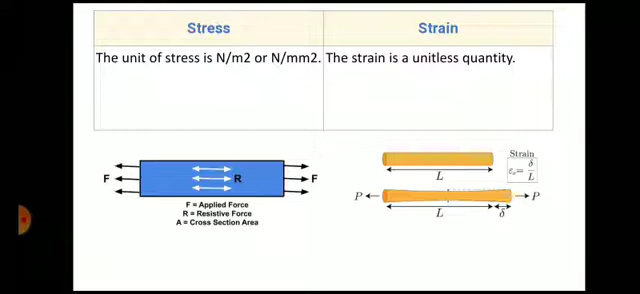 Stress
Strain
The unit of stress is N/m2 or N/mm2.
The strain is a unitless quantity.
F
R
F
F = Applied Force
R = Resistive Force
A = Cross Section Area
L
Strain
εₑ= δ/L
P
P
L
δ